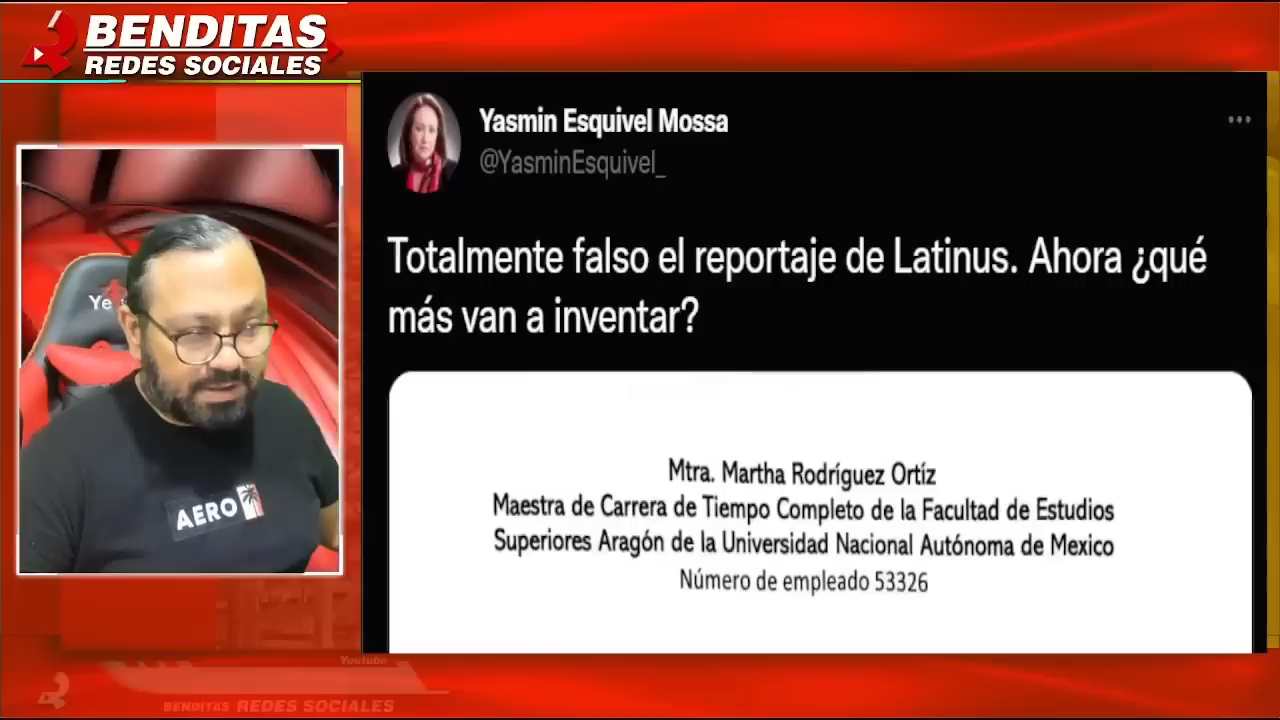 BENDITAS
REDES SOCIALES
Yasmin Esquivel Mossa
@YasminEsquivel_
Totalmente falso el reportaje de Latinus. Ahora ¿qué
más van a inventar?
Mtra. Martha Rodríguez Ortíz
Maestra de Carrera de Tiempo Completo de la Facultad de Estudios
Superiores Aragón de la Universidad Nacional Autónoma de Mexico
Número de empleado 53326
Ye
AERO
Youtube
BENDITAS REDES SOCIALES